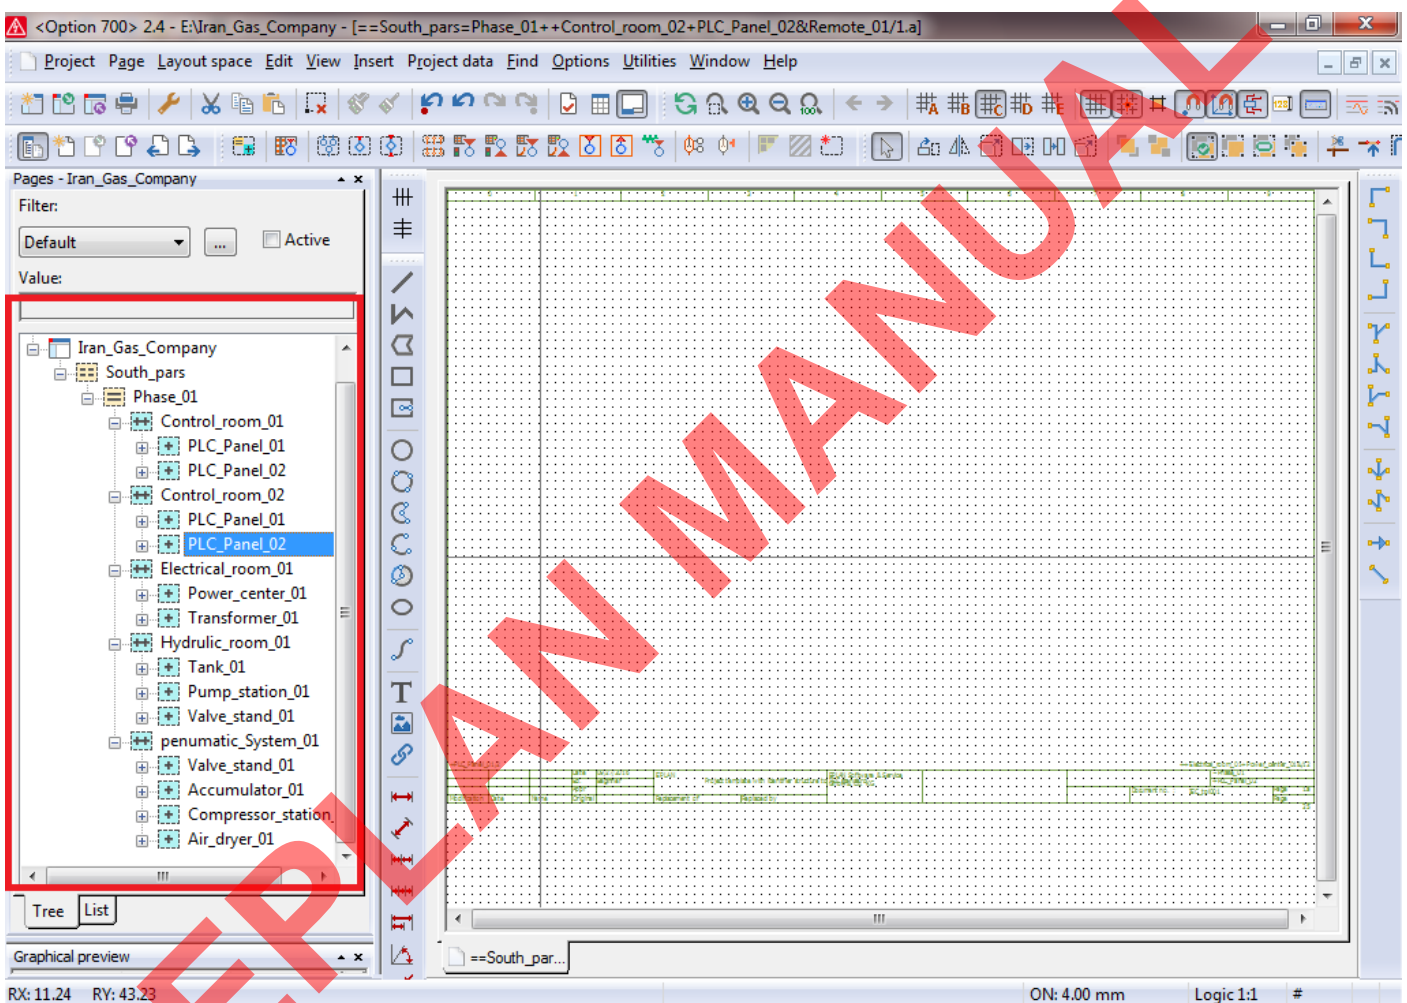 <Option 700> 2.4 - E:\Iran_Gas_Company - [==South_pars=Phase_01++Control_room_02+PLC_Panel_02&Remote_01/1.a]
Project Page Layout space Edit View Insert Project data Find Options Utilities Window Help
Pages - Iran_Gas_Company
Filter:
Default
...
Active
Value:
Iran_Gas_Company
South_pars
Phase_01
Control_room_01
PLC_Panel_01
PLC_Panel_02
Control_room_02
PLC_Panel_01
PLC_Panel_02
Electrical_room_01
Power_center_01
Transformer_01
Hydrulic_room_01
Tank_01
Pump_station_01
Valve_stand_01
penumatic_System_01
Valve_stand_01
Accumulator_01
Compressor_station_
Air_dryer_01
Tree List
Graphical preview
EPLAN MANUAL
==South_par...
RX: 11.24 RY: 43.23
ON: 4.00 mm Logic 1:1 #